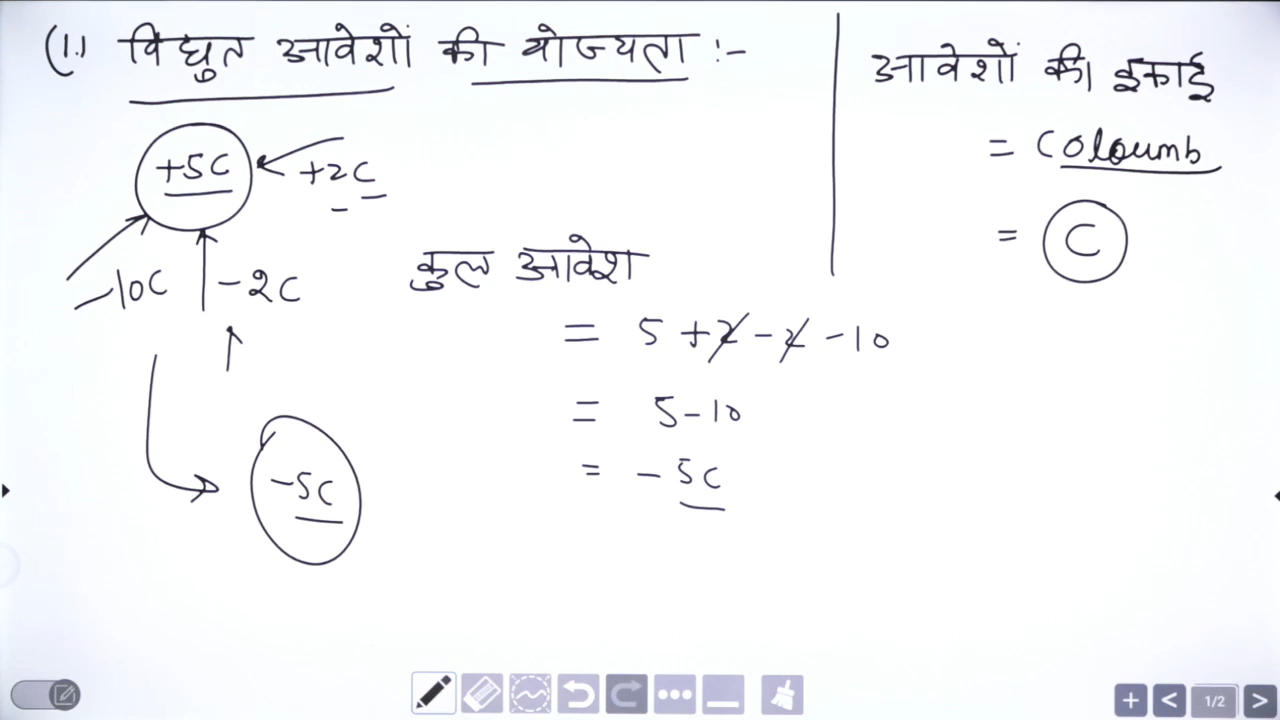 (1.) विद्युत आवेशों की योज्यता :-
+5C
+2C
-10C
-2C
-5C
कुल आवेश
= 5 + 2 - 2 - 10
= 5 - 10
= - 5C
आवेशों की इकाई
= Coloumb
= C
1/2